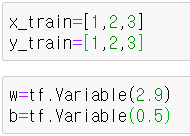 x_train=[1,2,3]
y_train=[1,2,3]
w=tf.Variable(2.9)
b=tf.Variable(0.5)